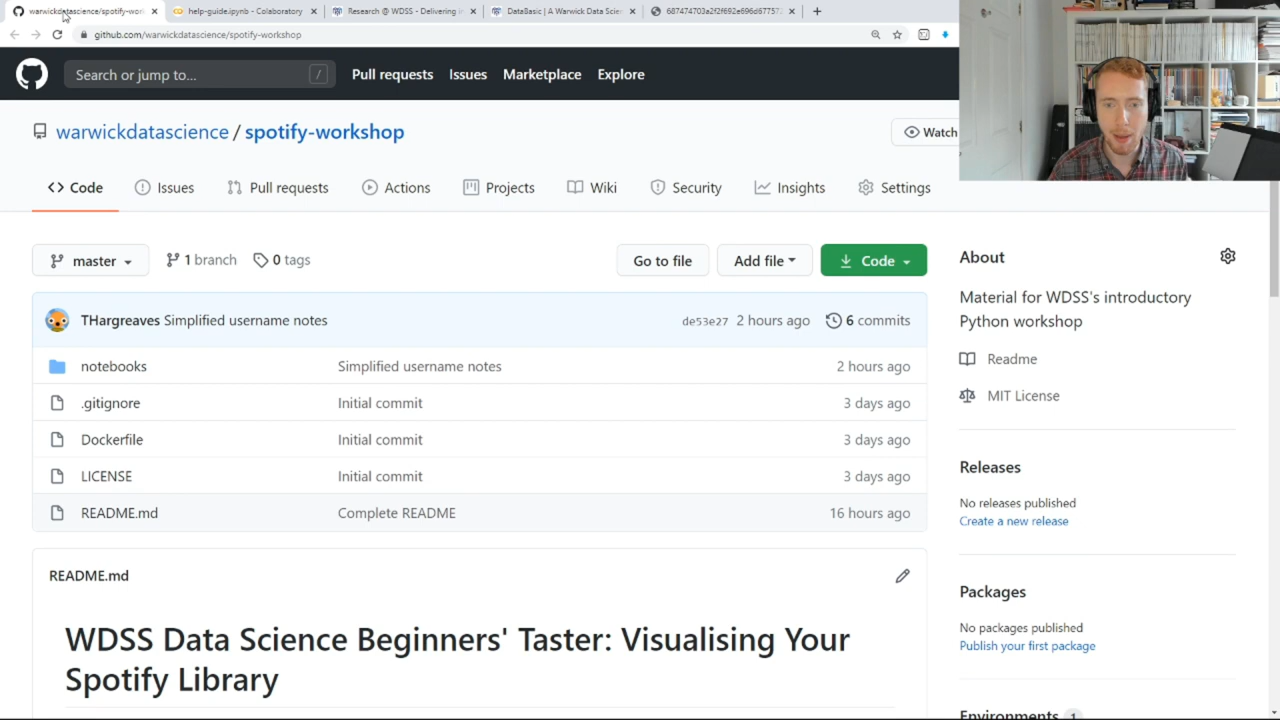 warwickdatascience/spotify-wor
help-guide.ipynb - Colaboratory
Research @ WDSS - Delivering i
DataBasic | A Warwick Data Scien
github.com/warwickdatascience/spotify-workshop
Search or jump to...
/
Pull requests
Issues
Marketplace
Explore
warwickdatascience / spotify-workshop
Watch
Code
Issues
Pull requests
Actions
Projects
Wiki
Security
Insights
Settings
master
1 branch
0 tags
Go to file
Add file
Code
THargreaves Simplified username notes
de53e27 2 hours ago
6 commits
notebooks
Simplified username notes
2 hours ago
.gitignore
Initial commit
3 days ago
Dockerfile
Initial commit
3 days ago
LICENSE
Initial commit
3 days ago
README.md
Complete README
16 hours ago
README.md
WDSS Data Science Beginners' Taster: Visualising Your
Spotify Library
About
Material for WDSS's introductory
Python workshop
Readme
MIT License
Releases
No releases published
Create a new release
Packages
No packages published
Publish your first package
Environments 1